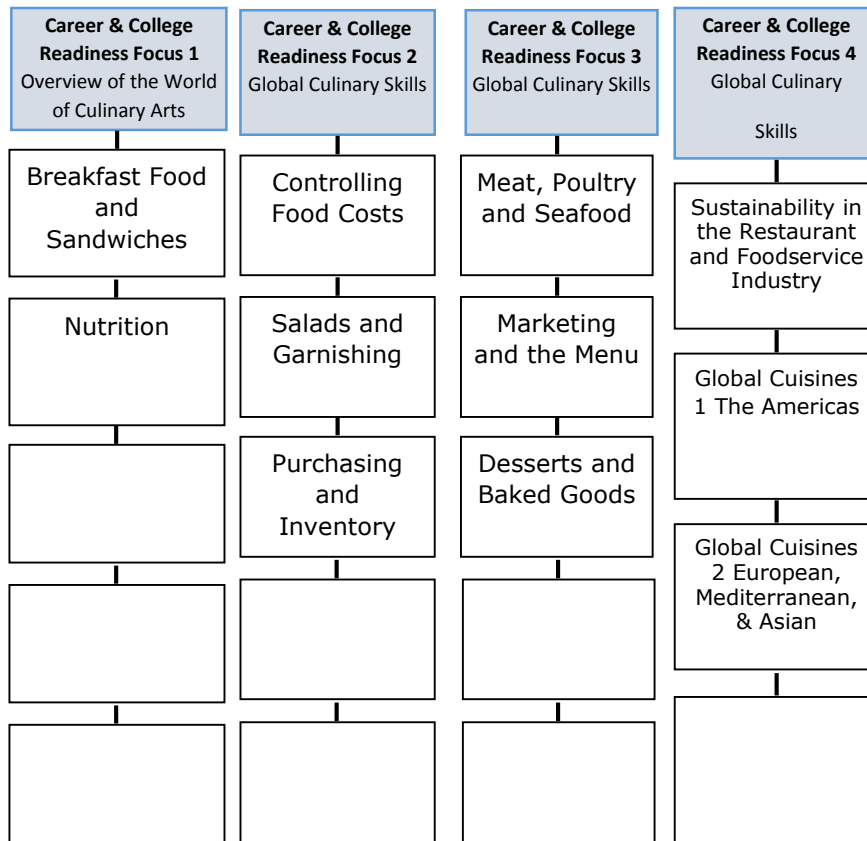 Career & College
Readiness Focus 1
Overview of the World
of Culinary Arts
Breakfast Food
and
Sandwiches
Nutrition
Career & College
Readiness Focus 2
Global Culinary Skills
Controlling
Food Costs
Salads and
Garnishing
Purchasing
and
Inventory
Career & College
Readiness Focus 3
Global Culinary Skills
Meat, Poultry
and Seafood
Marketing
and the Menu
Desserts and
Baked Goods
Career & College
Readiness Focus 4
Global Culinary
Skills
Sustainability in
the Restaurant
and Foodservice
Industry
Global Cuisines
1 The Americas
Global Cuisines
2 European,
Mediterranean,
& Asian